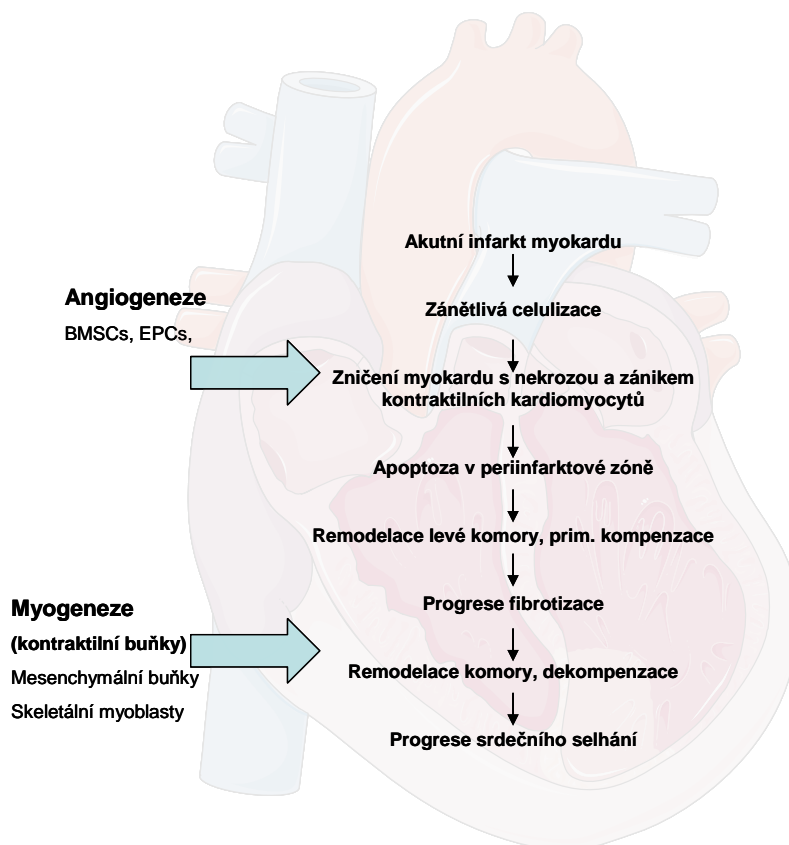 Akutní infarkt myokardu
Zánětlivá celulizace
Angiogeneze
BMSCs, EPCs,
Zničení myokardu s nekrozou a zánikem
kontraktilních kardiomyocytů
Apoptoza v periinfarktové zóně
Remodelace levé komory, prim. kompenzace
Progrese fibrotizace
Myogeneze
(kontraktilní buňky)
Mesenchymální buňky
Skeletální myoblasty
Remodelace komory, dekompenzace
Progrese srdečního selhání